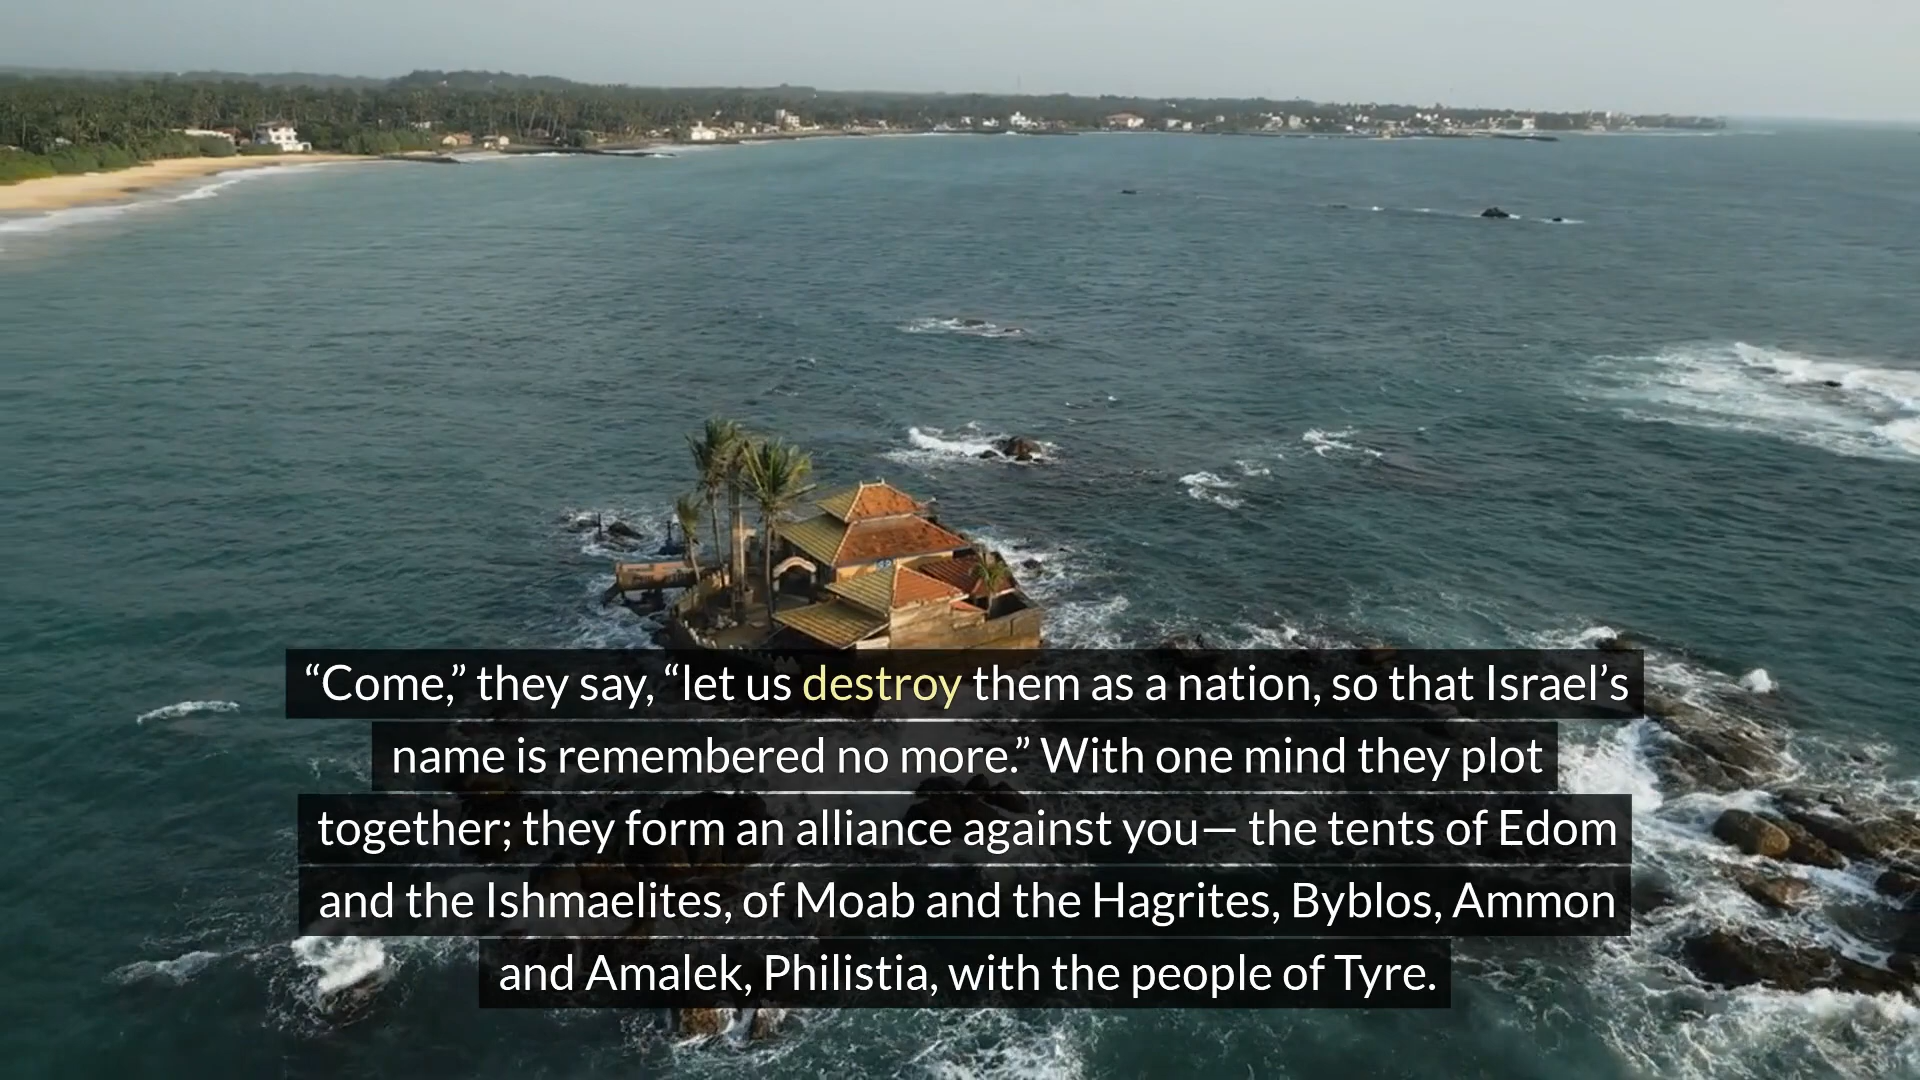 “Come,” they say, “let us destroy them as a nation, so that Israel’s
name is remembered no more.” With one mind they plot
together; they form an alliance against you— the tents of Edom
and the Ishmaelites, of Moab and the Hagrites, Byblos, Ammon
and Amalek, Philistia, with the people of Tyre.